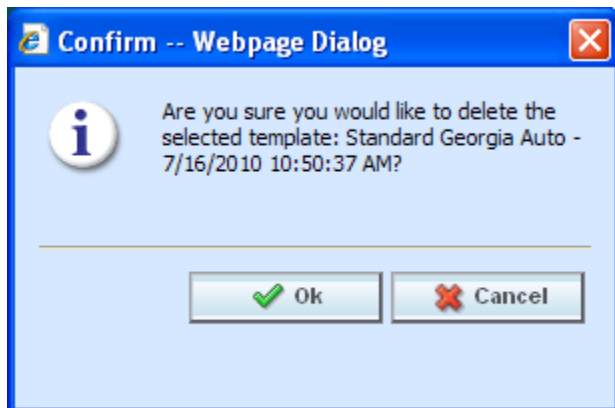 Confirm -- Webpage Dialog
Are you sure you would like to delete the
selected template: Standard Georgia Auto -
7/16/2010 10:50:37 AM?
Ok
Cancel